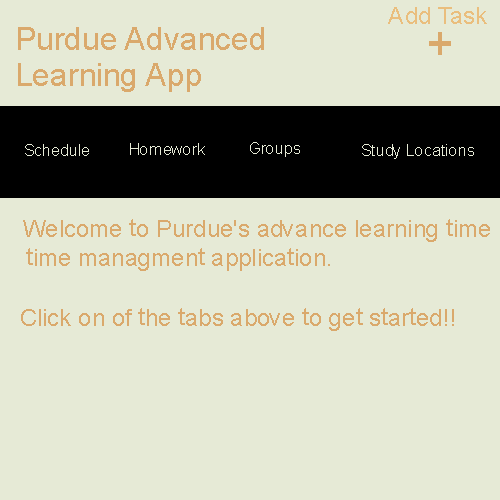 Purdue Advanced
Learning App
Add Task
+
Schedule Homework Groups Study Locations
Welcome to Purdue's advance learning time
time managment application.
Click on of the tabs above to get started!!